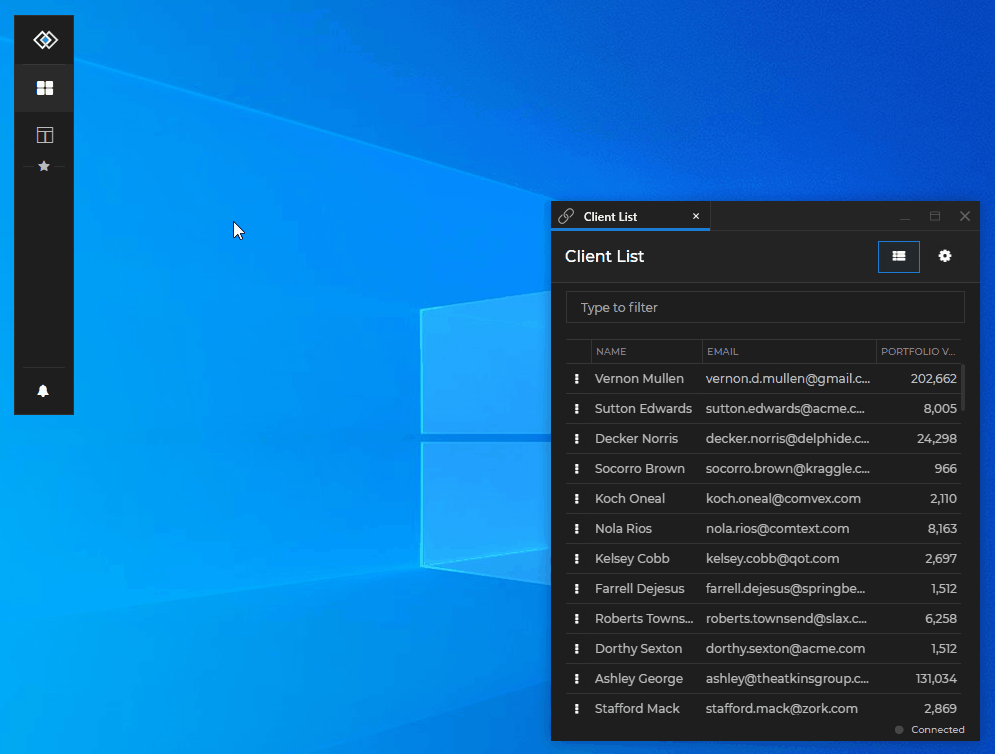 Client List
Client List
Type to filter
NAME EMAIL PORTFOLIO V...
Vernon Mullen vernon.d.mullen@gmail.c... 202,662
Sutton Edwards sutton.edwards@acme.c... 8,005
Decker Norris decker.norris@delphide.c... 24,298
Socorro Brown socorro.brown@kraggle.c... 966
Koch Oneal koch.oneal@comvex.com 2,110
Nola Rios nola.rios@comtext.com 8,163
Kelsey Cobb kelsey.cobb@qot.com 2,697
Farrell Dejesus farrell.dejesus@springbe... 1,512
Roberts Towns... roberts.townsend@slax.c... 6,258
Dorthy Sexton dorthy.sexton@acme.com 1,512
Ashley George ashley@theatkinsgroup.c... 131,034
Stafford Mack stafford.mack@zork.com 2,869
Connected